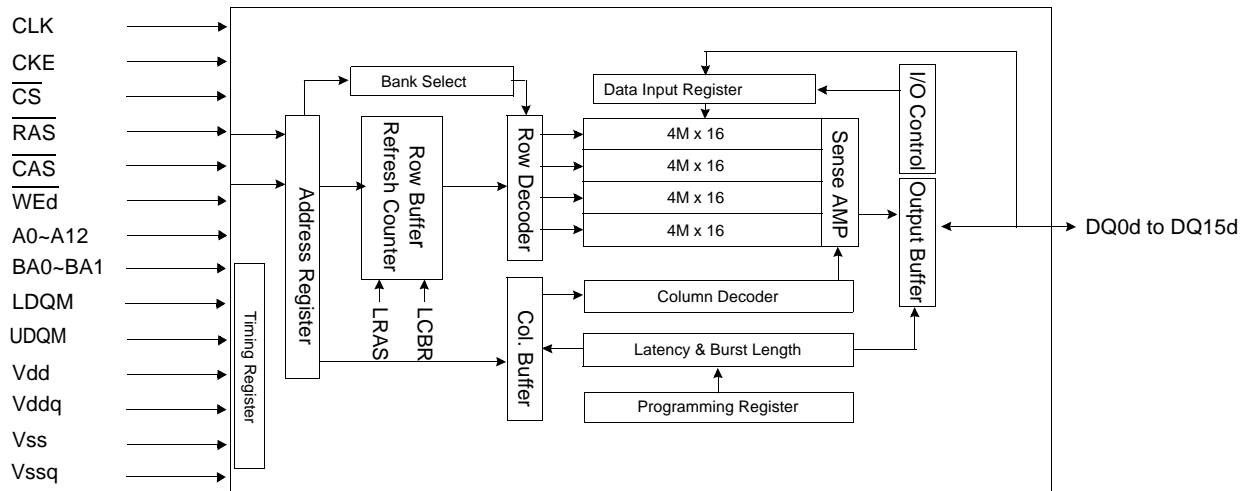 CLK
CKE
CS
RAS
CAS
WEd
A0~A12
BA0~BA1
LDQM
UDQM
Vdd
Vddq
Vss
Vssq
Timing Register
Address Register
Bank Select
Row Buffer
Refresh Counter
LRAS
LCBR
Row Decoder
Col. Buffer
Data Input Register
4M x 16
4M x 16
4M x 16
4M x 16
Sense AMP
Column Decoder
Latency & Burst Length
Programming Register
I/O Control
Output Buffer
DQ0d to DQ15d